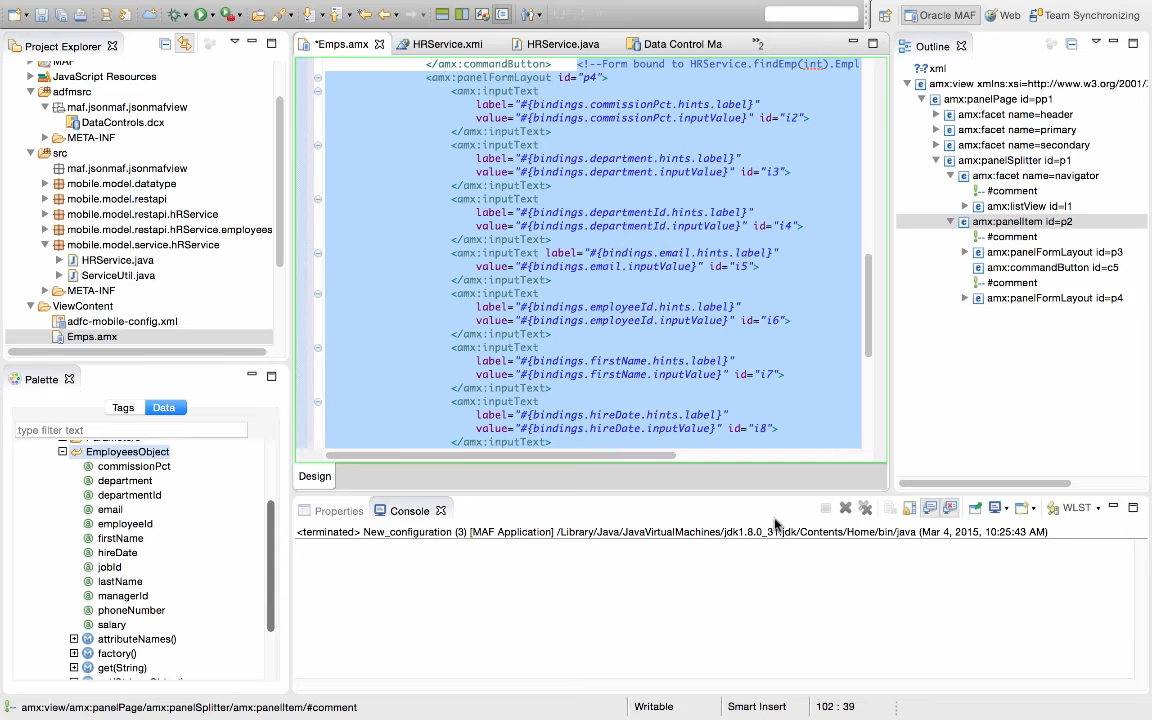 Oracle MAF
Web
Team Synchronizing
Project Explorer
MAF
JavaScript Resources
adfmsrc
maf.jsonmaf.jsonmafview
DataControls.dcx
META-INF
src
maf.jsonmaf.jsonmafview
mobile.model.datatype
mobile.model.restapi
mobile.model.restapi.hRService
mobile.model.restapi.hRService.employees
mobile.model.service.hRService
HRService.java
ServiceUtil.java
META-INF
ViewContent
adfc-mobile-config.xml
Emps.amx
Palette
Tags
Data
type filter text
Parameters
EmployeesObject
commissionPct
department
departmentId
email
employeeId
firstName
hireDate
jobId
lastName
managerId
phoneNumber
salary
attributeNames()
factory()
get(String)
*Emps.amx
HRService.xml
HRService.java
Data Control Ma
»2
</amx:commandButton> <!--Form bound to HRService.findEmp(int).Empl
<amx:panelFormLayout id="p4">
<amx:inputText
label="#{bindings.commissionPct.hints.label}"
value="#{bindings.commissionPct.inputValue}" id="i2">
</amx:inputText>
<amx:inputText
label="#{bindings.department.hints.label}"
value="#{bindings.department.inputValue}" id="i3">
</amx:inputText>
<amx:inputText
label="#{bindings.departmentId.hints.label}"
value="#{bindings.departmentId.inputValue}" id="i4">
</amx:inputText>
<amx:inputText label="#{bindings.email.hints.label}"
value="#{bindings.email.inputValue}" id="i5">
</amx:inputText>
<amx:inputText
label="#{bindings.employeeId.hints.label}"
value="#{bindings.employeeId.inputValue}" id="i6">
</amx:inputText>
<amx:inputText
label="#{bindings.firstName.hints.label}"
value="#{bindings.firstName.inputValue}" id="i7">
</amx:inputText>
<amx:inputText
label="#{bindings.hireDate.hints.label}"
value="#{bindings.hireDate.inputValue}" id="i8">
</amx:inputText>
Design
Outline
xml
amx:view xmlns:xsi=http://www.w3.org/2001/
amx:panelPage id=pp1
amx:facet name=header
amx:facet name=primary
amx:facet name=secondary
amx:panelSplitter id=p1
amx:facet name=navigator
#comment
amx:listView id=l1
amx:panelItem id=p2
#comment
amx:panelFormLayout id=p3
amx:commandButton id=c5
#comment
amx:panelFormLayout id=p4
Properties
Console
WLST
<terminated> New_configuration (3) [MAF Application] /Library/Java/JavaVirtualMachines/jdk1.8.0_31.jdk/Contents/Home/bin/java (Mar 4, 2015, 10:25:43 AM)
amx:view/amx:panelPage/amx:panelSplitter/amx:panelItem/#comment
Writable
Smart Insert
102 : 39